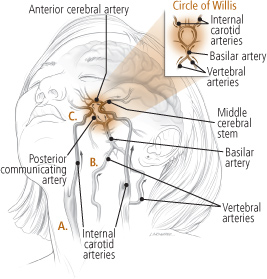 Anterior cerebral artery
Circle of Willis
Internal
carotid
arteries
Basilar artery
Vertebral
arteries
C.
Middle
cerebral
stem
Basilar
artery
Posterior
communicating
artery
B.
Vertebral
arteries
A.
Internal
carotid
arteries